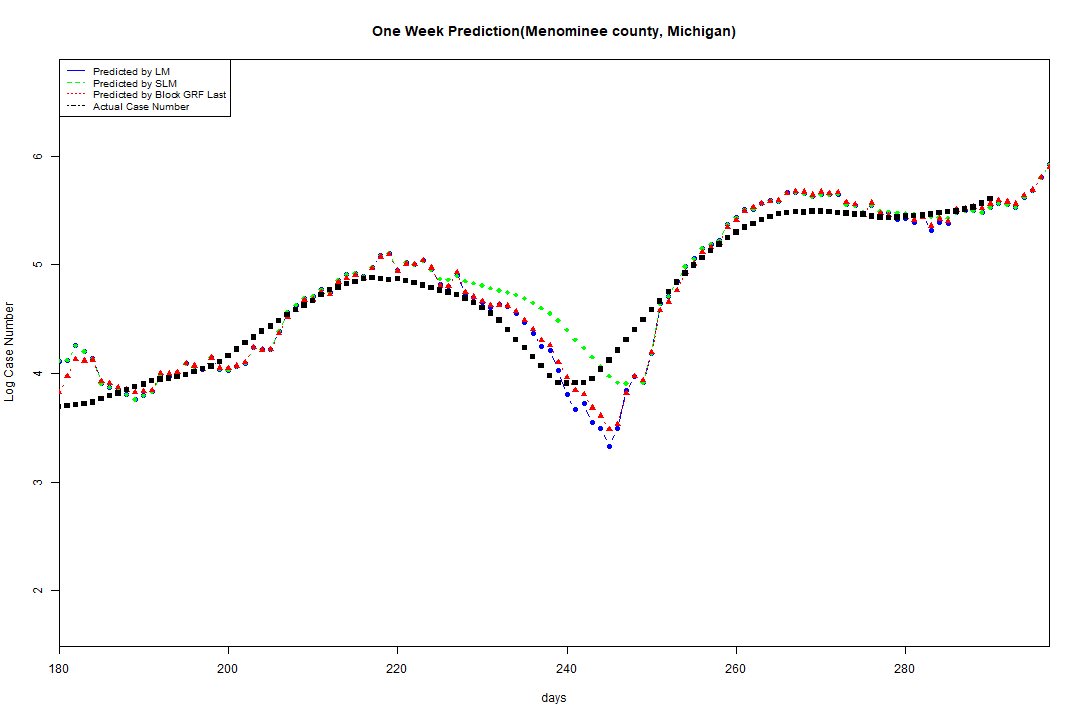 One Week Prediction(Menominee county, Michigan)
Predicted by LM
Predicted by SLM
Predicted by Block GRF Last
Actual Case Number
Log Case Number
6
5
4
3
2
180 200 220 240 260 280
days